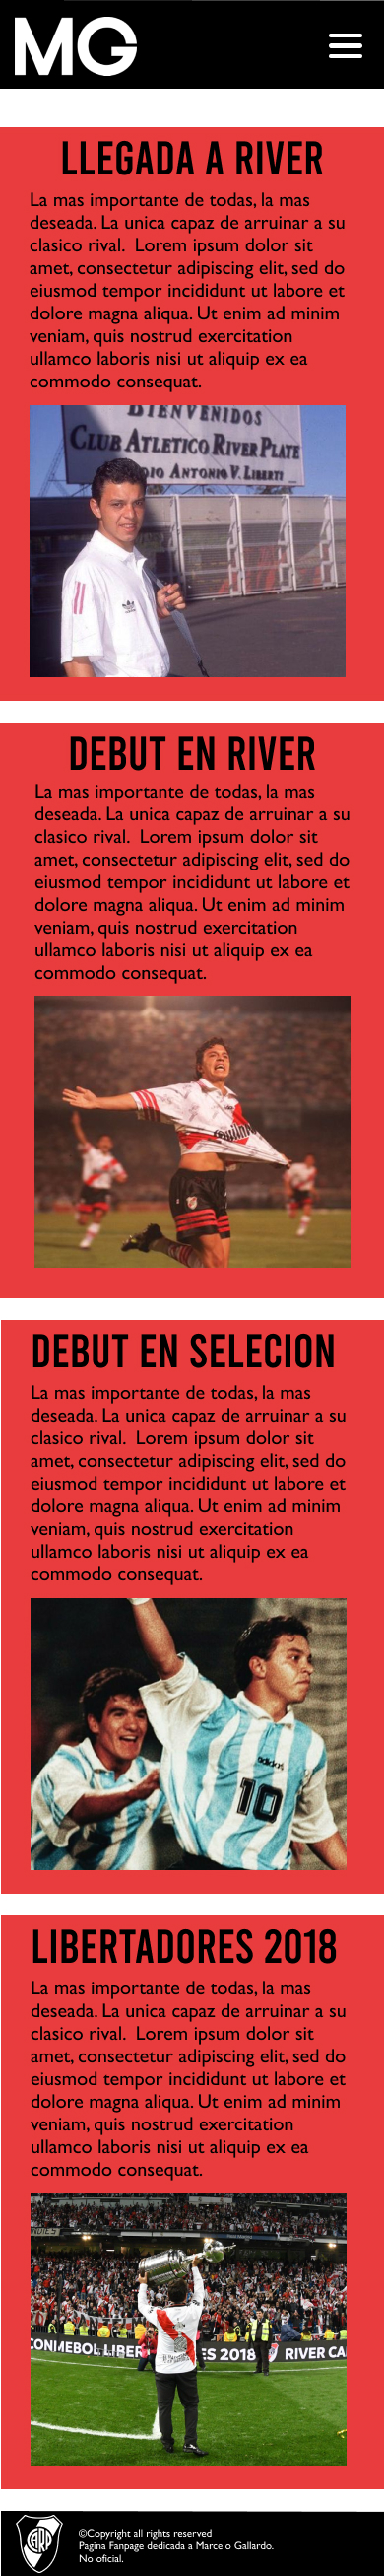 MG
LLEGADA A RIVER
La mas importante de todas, la mas
deseada. La unica capaz de arruinar a su
clasico rival.  Lorem ipsum dolor sit
amet, consectetur adipiscing elit, sed do
eiusmod tempor incididunt ut labore et
dolore magna aliqua. Ut enim ad minim
veniam, quis nostrud exercitation
ullamco laboris nisi ut aliquip ex ea
commodo consequat.
BIENVENIDOS
CLUB ATLETICO RIVER PLATE
DIO ANTONIO V. LIBERTI
adidas
DEBUT EN RIVER
La mas importante de todas, la mas
deseada. La unica capaz de arruinar a su
clasico rival.  Lorem ipsum dolor sit
amet, consectetur adipiscing elit, sed do
eiusmod tempor incididunt ut labore et
dolore magna aliqua. Ut enim ad minim
veniam, quis nostrud exercitation
ullamco laboris nisi ut aliquip ex ea
commodo consequat.
DEBUT EN SELECION
La mas importante de todas, la mas
deseada. La unica capaz de arruinar a su
clasico rival.  Lorem ipsum dolor sit
amet, consectetur adipiscing elit, sed do
eiusmod tempor incididunt ut labore et
dolore magna aliqua. Ut enim ad minim
veniam, quis nostrud exercitation
ullamco laboris nisi ut aliquip ex ea
commodo consequat.
adidas
10
LIBERTADORES 2018
La mas importante de todas, la mas
deseada. La unica capaz de arruinar a su
clasico rival.  Lorem ipsum dolor sit
amet, consectetur adipiscing elit, sed do
eiusmod tempor incididunt ut labore et
dolore magna aliqua. Ut enim ad minim
veniam, quis nostrud exercitation
ullamco laboris nisi ut aliquip ex ea
commodo consequat.
CONMEBOL LIBER ES 2018 RIVER CA
CARP
©Copyright all rights reserved
Pagina Fanpage dedicada a Marcelo Gallardo.
No oficial.